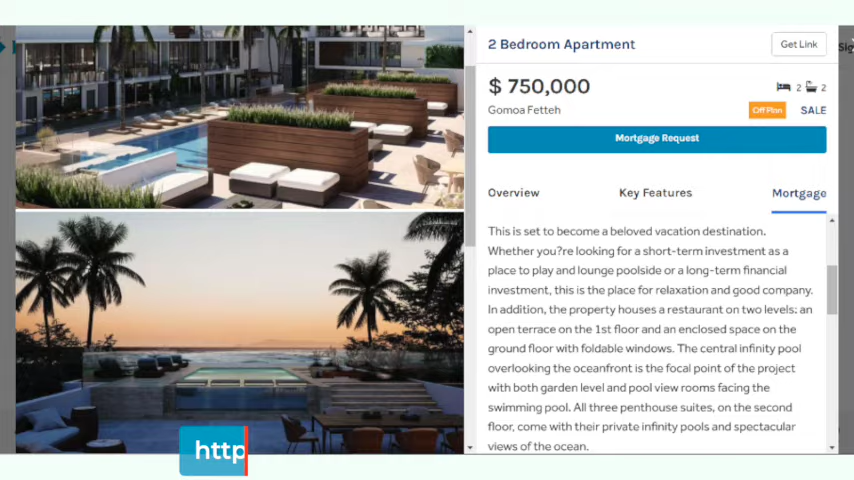 2 Bedroom Apartment
Get Link
$ 750,000
2 2
Gomoa Fetteh
Off Plan
SALE
Mortgage Request
Overview
Key Features
Mortgage
This is set to become a beloved vacation destination.
Whether you?re looking for a short-term investment as a
place to play and lounge poolside or a long-term financial
investment, this is the place for relaxation and good company.
In addition, the property houses a restaurant on two levels: an
open terrace on the 1st floor and an enclosed space on the
ground floor with foldable windows. The central infinity pool
overlooking the oceanfront is the focal point of the project
with both garden level and pool view rooms facing the
swimming pool. All three penthouse suites, on the second
floor, come with their private infinity pools and spectacular
views of the ocean.
http